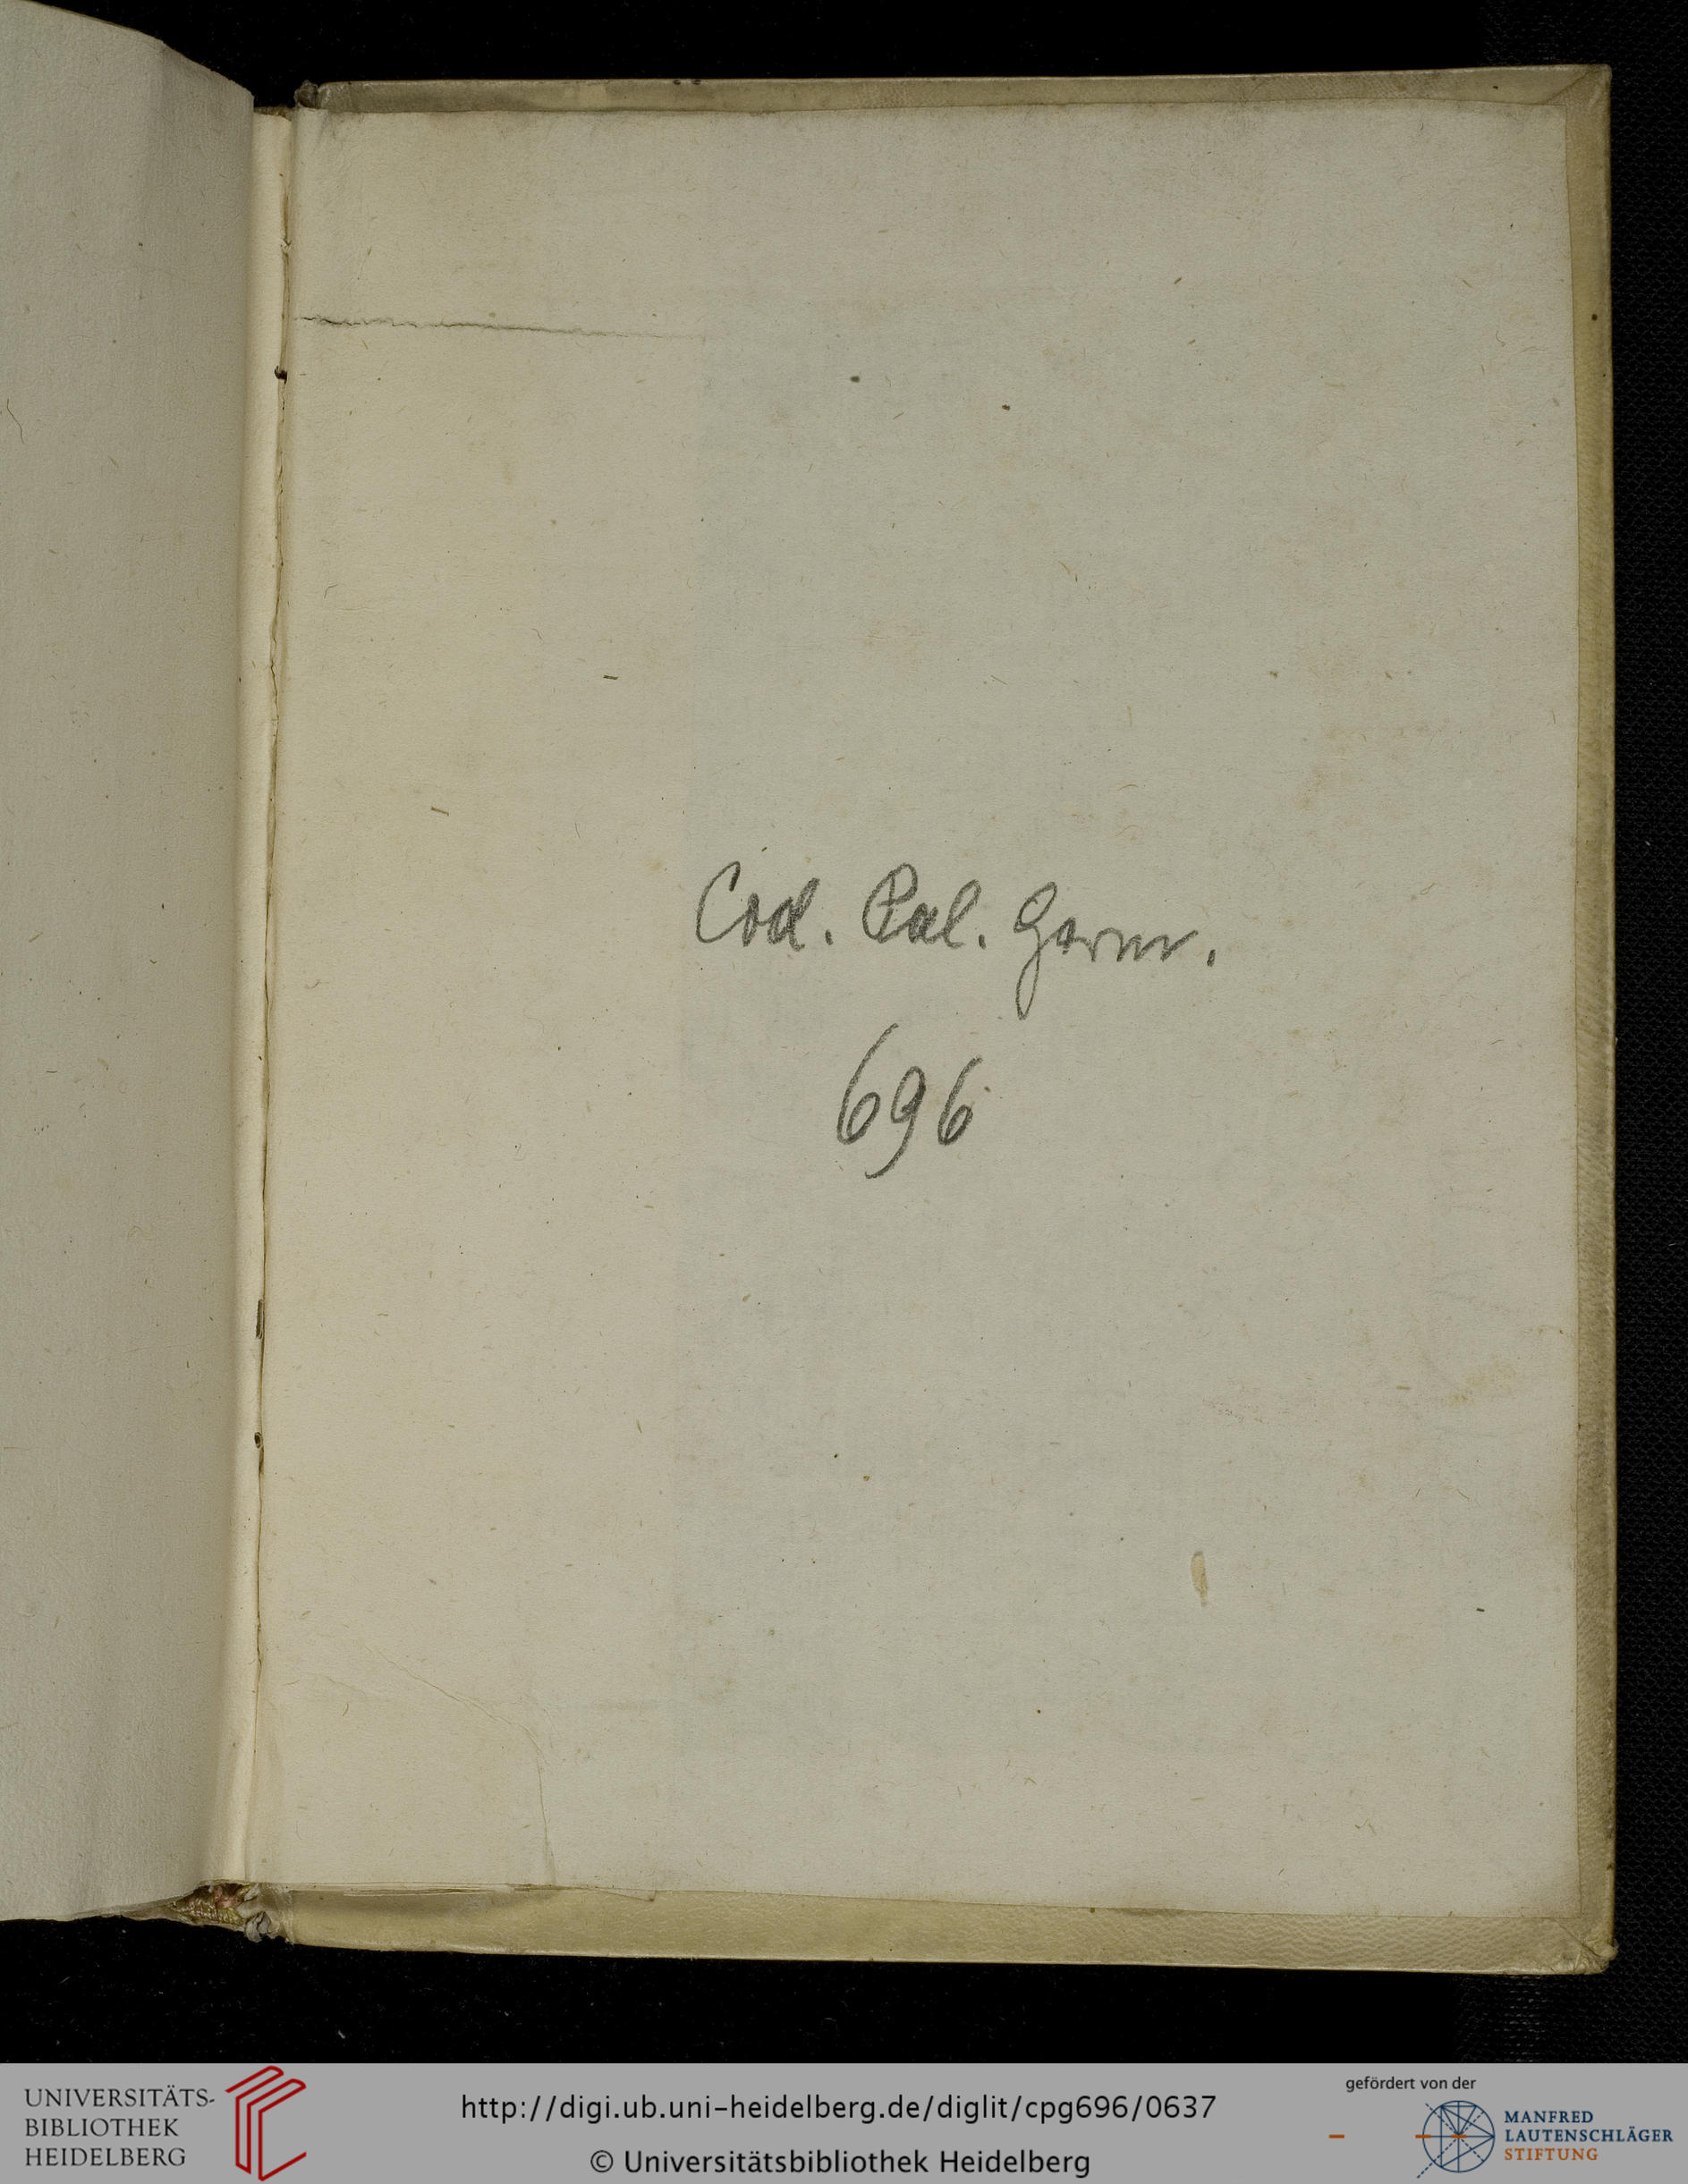 Cod. Pal. Germ.
696
UNIVERSITÄTS-
BIBLIOTHEK
HEIDELBERG
http://digi.ub.uni-heidelberg.de/diglit/cpg696/0637
© Universitätsbibliothek Heidelberg
gefördert von der
MANFRED
LAUTENSCHLÄGER
STIFTUNG